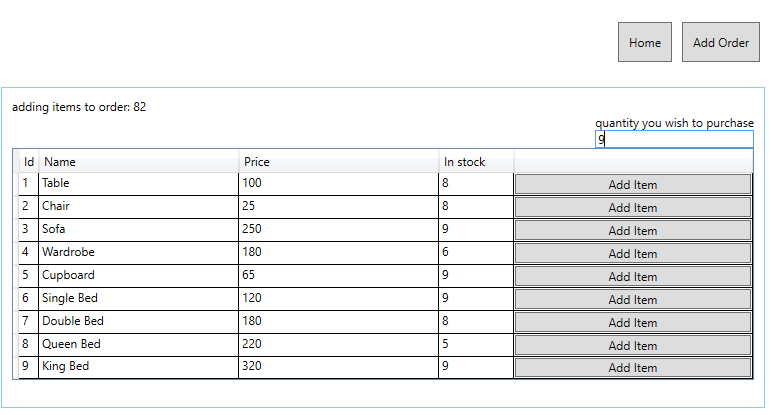 Home Add Order
adding items to order: 82
quantity you wish to purchase
9
Id Name Price In stock
1 Table 100 8 Add Item
2 Chair 25 8 Add Item
3 Sofa 250 9 Add Item
4 Wardrobe 180 6 Add Item
5 Cupboard 65 9 Add Item
6 Single Bed 120 9 Add Item
7 Double Bed 180 8 Add Item
8 Queen Bed 220 5 Add Item
9 King Bed 320 9 Add Item